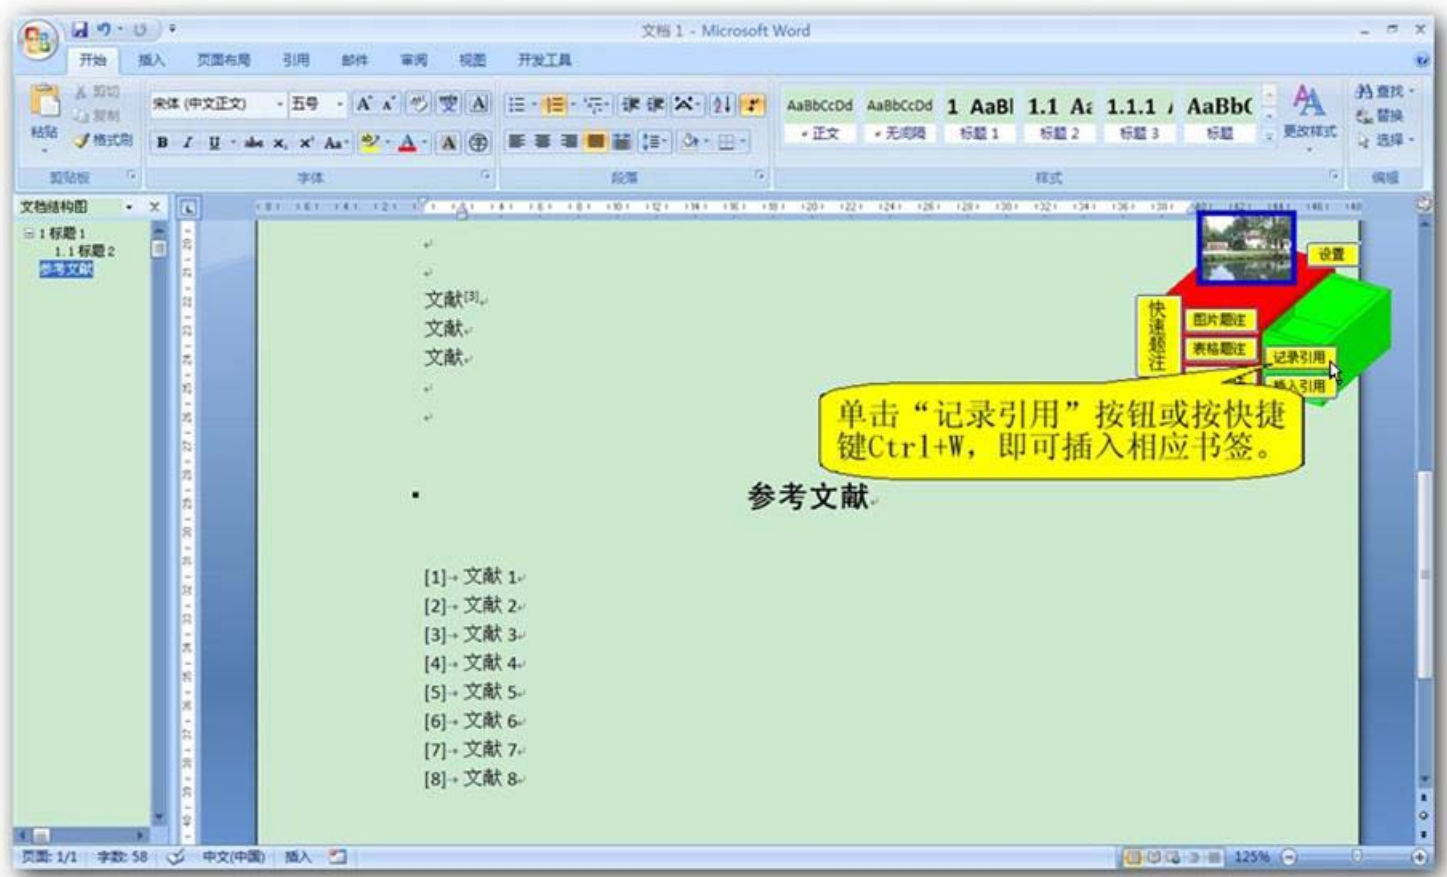 文档 1 - Microsoft Word
开始 插入 页面布局 引用 邮件 审阅 视图 开发工具
粘贴
剪切
复制
格式刷
剪贴板
宋体 (中文正文) 五号
字体
段落
AaBbCcDd AaBbCcDd 1 AaBl 1.1 Aa 1.1.1 AaBbC
正文 无间隔 标题 1 标题 2 标题 3 标题
更改样式
样式
查找
替换
选择
编辑
文档结构图
1 标题 1
1.1 标题 2
参考文献
文献[3]
文献
文献
设置
快速题注
图片题注
表格题注
记录引用
插入引用
单击“记录引用”按钮或按快捷
键Ctrl+W，即可插入相应书签。
参考文献
[1] 文献 1
[2] 文献 2
[3] 文献 3
[4] 文献 4
[5] 文献 5
[6] 文献 6
[7] 文献 7
[8] 文献 8
页面: 1/1 字数: 58 中文(中国) 插入 125%